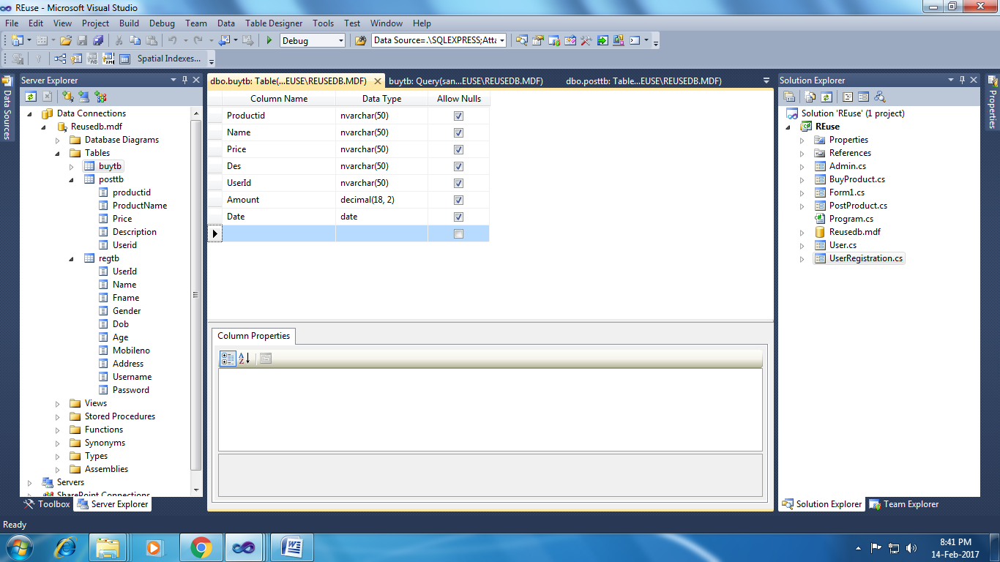 REuse - Microsoft Visual Studio
File Edit View Project Build Debug Team Data Table Designer Tools Test Window Help
Debug Data Source=.\SQLEXPRESS;Atta
Spatial Indexes...
Data Sources
Server Explorer
Data Connections
Reusedb.mdf
Database Diagrams
Tables
buytb
posttb
productid
ProductName
Price
Description
Userid
regtb
UserId
Name
Fname
Gender
Dob
Age
Mobileno
Address
Username
Password
Views
Stored Procedures
Functions
Synonyms
Types
Assemblies
Servers
SharePoint Connections
Toolbox Server Explorer
dbo.buytb: Table(...EUSE\REUSEDB.MDF) buytb: Query(san...EUSE\REUSEDB.MDF) dbo.posttb: Table...EUSE\REUSEDB.MDF)
Column Name Data Type Allow Nulls
Productid nvarchar(50)
Name nvarchar(50)
Price nvarchar(50)
Des nvarchar(50)
UserId nvarchar(50)
Amount decimal(18, 2)
Date date
Column Properties
Solution Explorer
Solution 'REuse' (1 project)
REuse
Properties
References
Admin.cs
BuyProduct.cs
Form1.cs
PostProduct.cs
Program.cs
Reusedb.mdf
User.cs
UserRegistration.cs
Solution Explorer Team Explorer
Properties
Ready
8:41 PM
14-Feb-2017